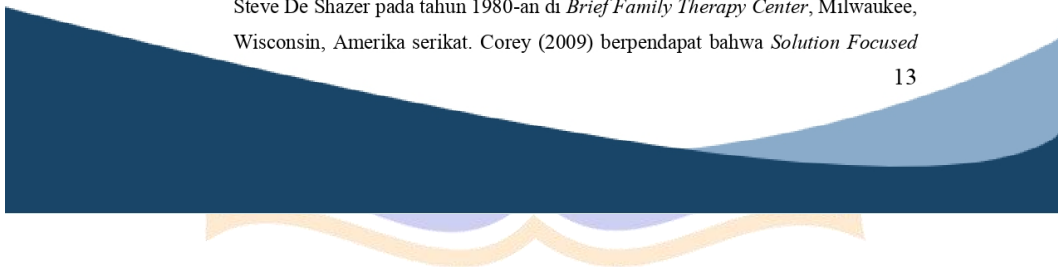 Steve De Shazer pada tahun 1980-an di Brief Family Therapy Center, Milwaukee,
Wisconsin, Amerika serikat. Corey (2009) berpendapat bahwa Solution Focused
13